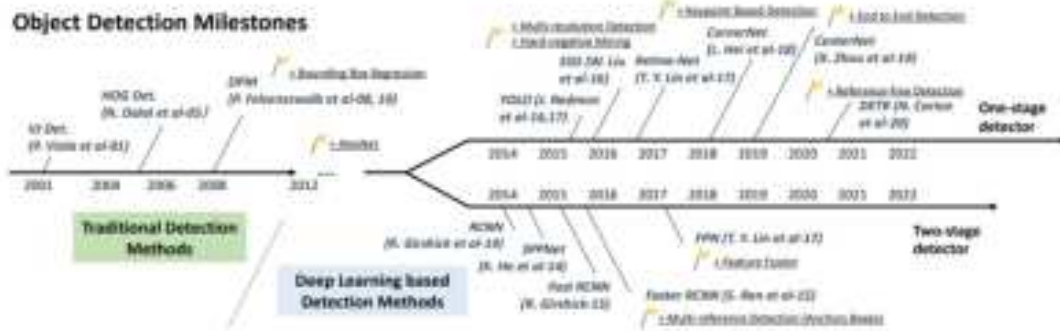 Object Detection Milestones
VJ Det.
(P. Viola et al-01)
HOG Det.
(N. Dalal et al-05)
DPM
(P. Felzenszwalb et al-08, 10)
+ Bounding Box Regression
2001
2004
2006
2008
2012
+ AlexNet
Traditional Detection
Methods
Deep Learning based
Detection Methods
+ Multi-resolution Detection
+ Hard-negative Mining
YOLO (J. Redmon
et al-16,17)
SSD (W. Liu
et al-16)
Retina-Net
(T. Y. Lin et al-17)
+ Keypoint Based Detection
CornerNet
(L. Hei et al-18)
+ End to End Detection
CenterNet
(X. Zhou et al-19)
+ Reference-Free Detection
DETR (N. Carion
et al-20)
One-stage
detector
2014 2015 2016 2017 2018 2019 2020 2021 2022
2014 2015 2016 2017 2018 2019 2020 2021 2022
Two-stage
detector
RCNN
(R. Girshick et al-14)
SPPNet
(K. He et al-14)
Fast RCNN
(R. Girshick-15)
Faster RCNN (S. Ren et al-15)
+ Multi-reference Detection (Anchors Boxes)
FPN (T. Y. Lin et al-17)
+ Feature Fusion